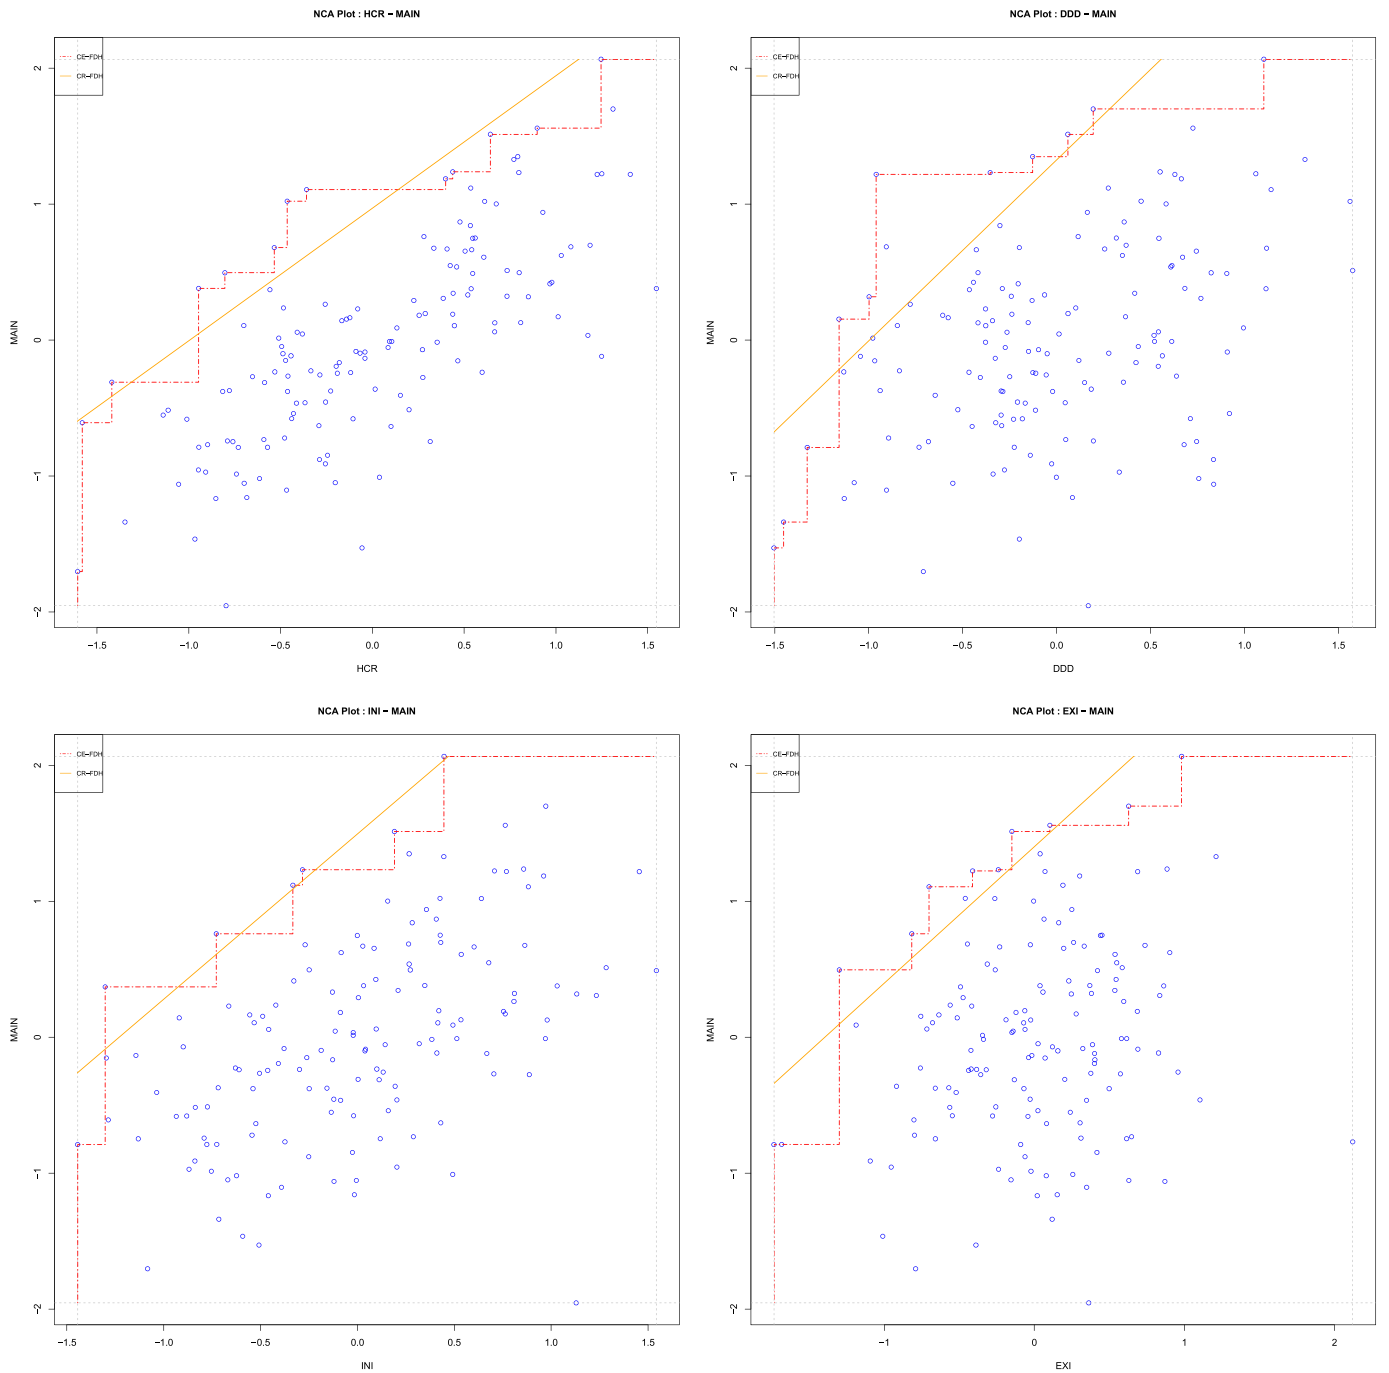 NCA Plot : HCR − MAIN
CE−FDH
CR−FDH
MAIN
2
1
0
−1
−2
−1.5 −1.0 −0.5 0.0 0.5 1.0 1.5
HCR
NCA Plot : DDD − MAIN
CE−FDH
CR−FDH
MAIN
2
1
0
−1
−2
−1.5 −1.0 −0.5 0.0 0.5 1.0 1.5
DDD
NCA Plot : INI − MAIN
CE−FDH
CR−FDH
MAIN
2
1
0
−1
−2
−1.5 −1.0 −0.5 0.0 0.5 1.0 1.5
INI
NCA Plot : EXI − MAIN
CE−FDH
CR−FDH
MAIN
2
1
0
−1
−2
−1 0 1 2
EXI